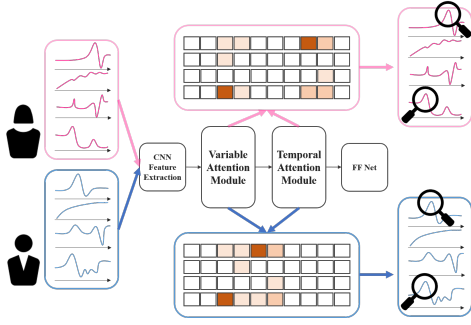 CNN
Feature
Extraction
Variable
Attention
Module
Temporal
Attention
Module
FF Net